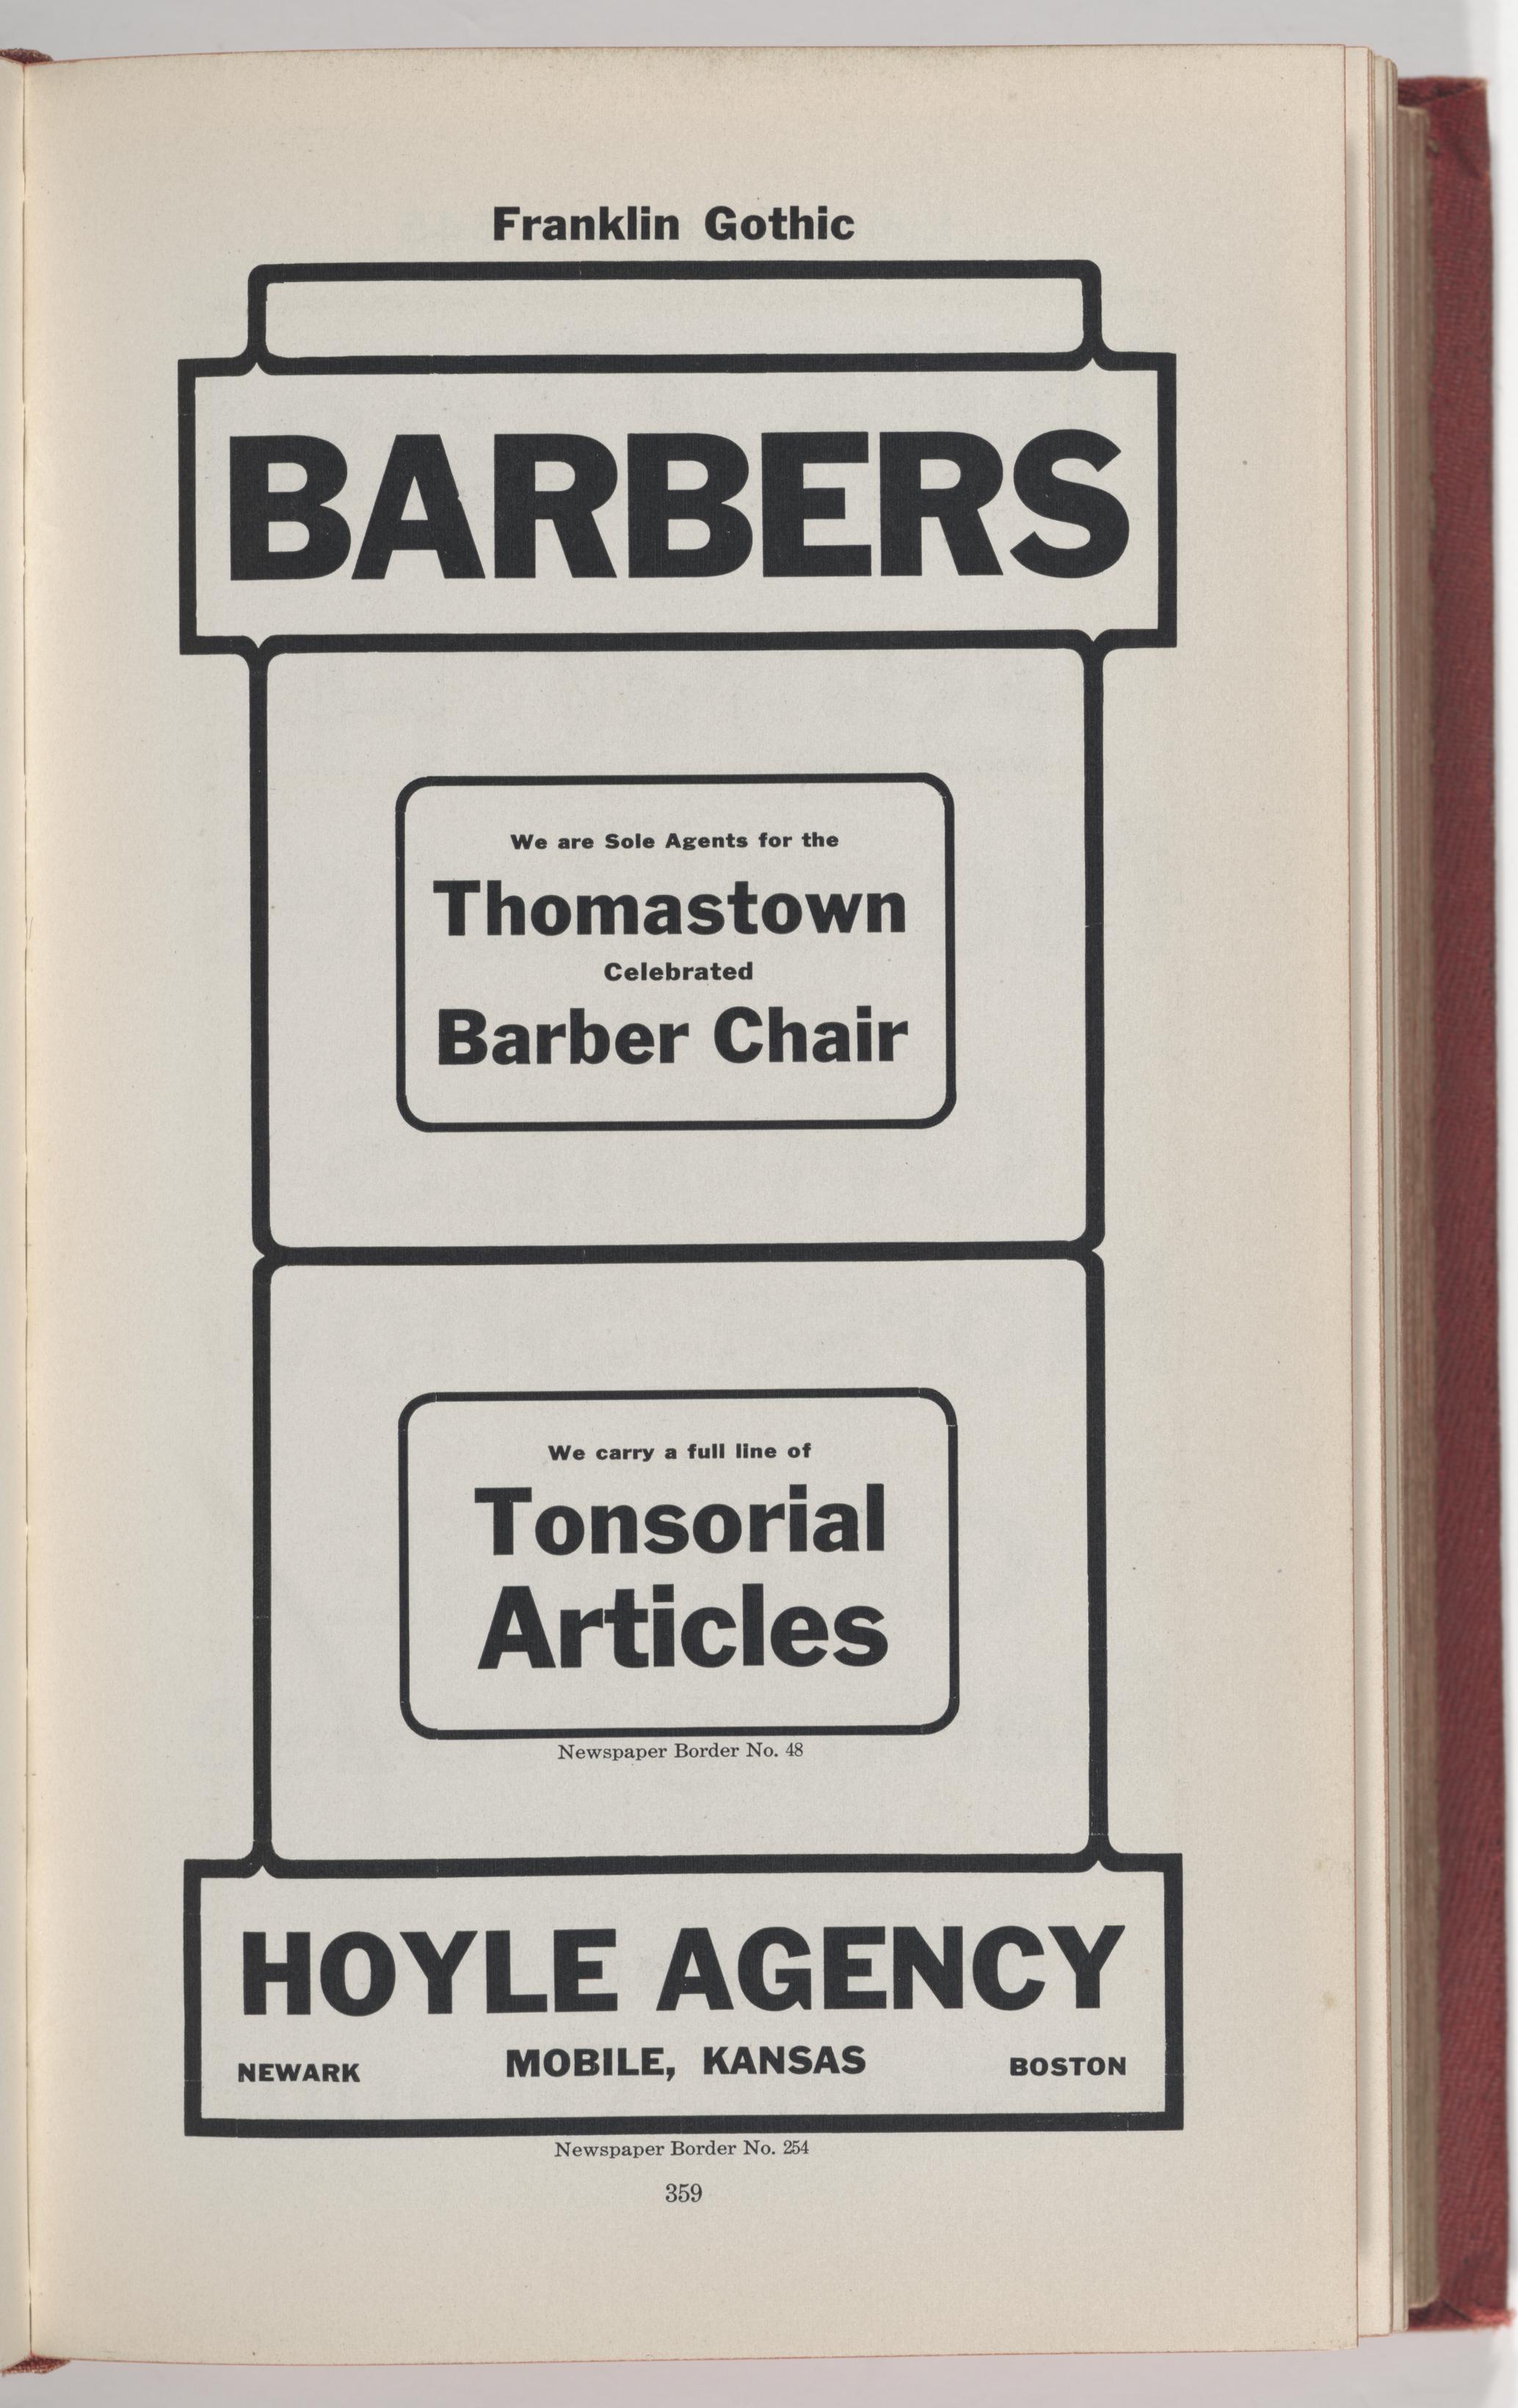 Franklin Gothic
BARBERS
We are Sole Agents for the
Thomastown
Celebrated
Barber Chair
We carry a full line of
Tonsorial
Articles
Newspaper Border No. 48
HOYLE AGENCY
NEWARK MOBILE, KANSAS BOSTON
Newspaper Border No. 254
359